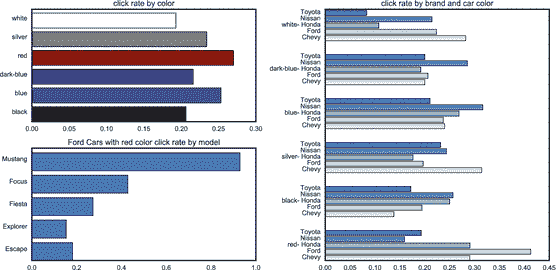 click rate by color
white
silver
red
dark-blue
blue
black
0.00 0.05 0.10 0.15 0.20 0.25 0.30
Ford Cars with red color click rate by model
Mustang
Focus
Fiesta
Explorer
Escape
0.0 0.2 0.4 0.6 0.8 1.0
click rate by brand and car color
Toyota
Nissan
white- Honda
Ford
Chevy
Toyota
Nissan
dark-blue- Honda
Ford
Chevy
Toyota
Nissan
blue- Honda
Ford
Chevy
Toyota
Nissan
silver- Honda
Ford
Chevy
Toyota
Nissan
black- Honda
Ford
Chevy
Toyota
Nissan
red- Honda
Ford
Chevy
0.00 0.05 0.10 0.15 0.20 0.25 0.30 0.35 0.40 0.45